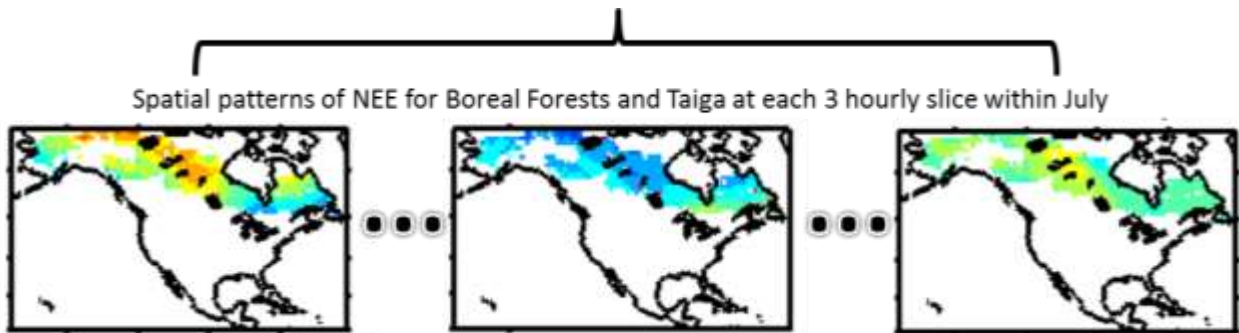 Spatial patterns of NEE for Boreal Forests and Taiga at each 3 hourly slice within July